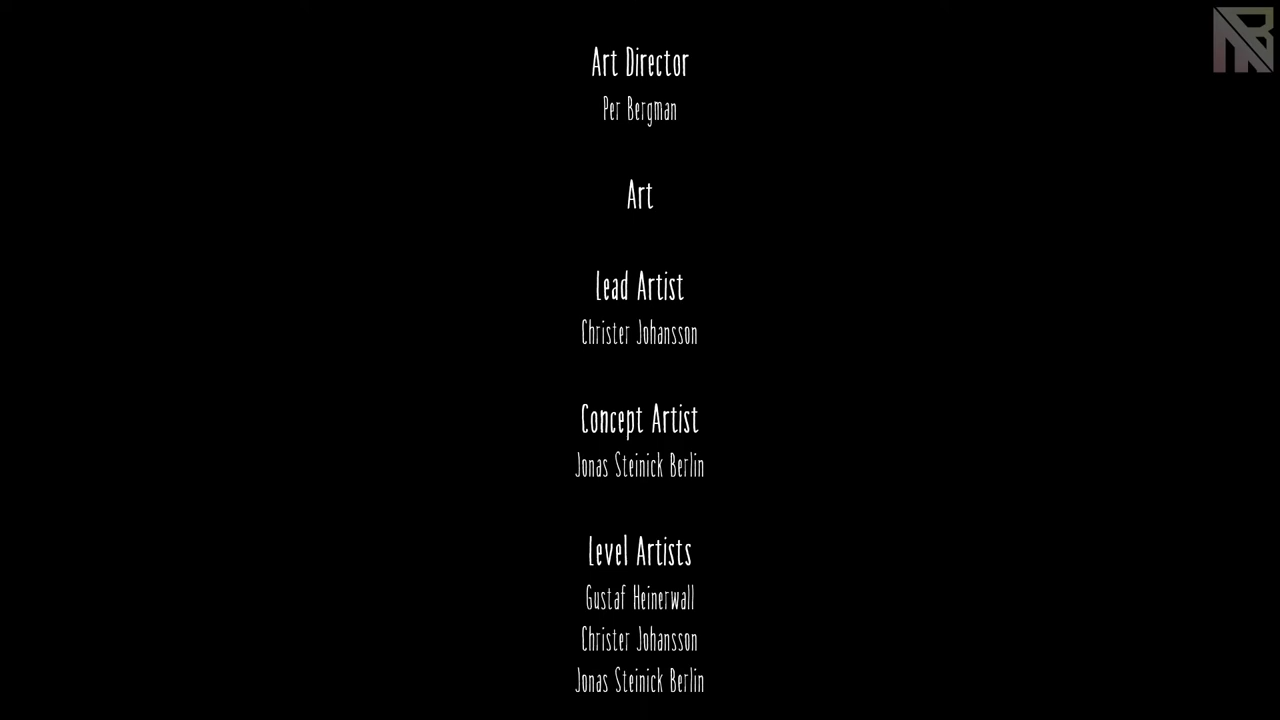 Art Director
Per Bergman
Art
Lead Artist
Christer Johansson
Concept Artist
Jonas Steinick Berlin
Level Artists
Gustaf Heinerwall
Christer Johansson
Jonas Steinick Berlin